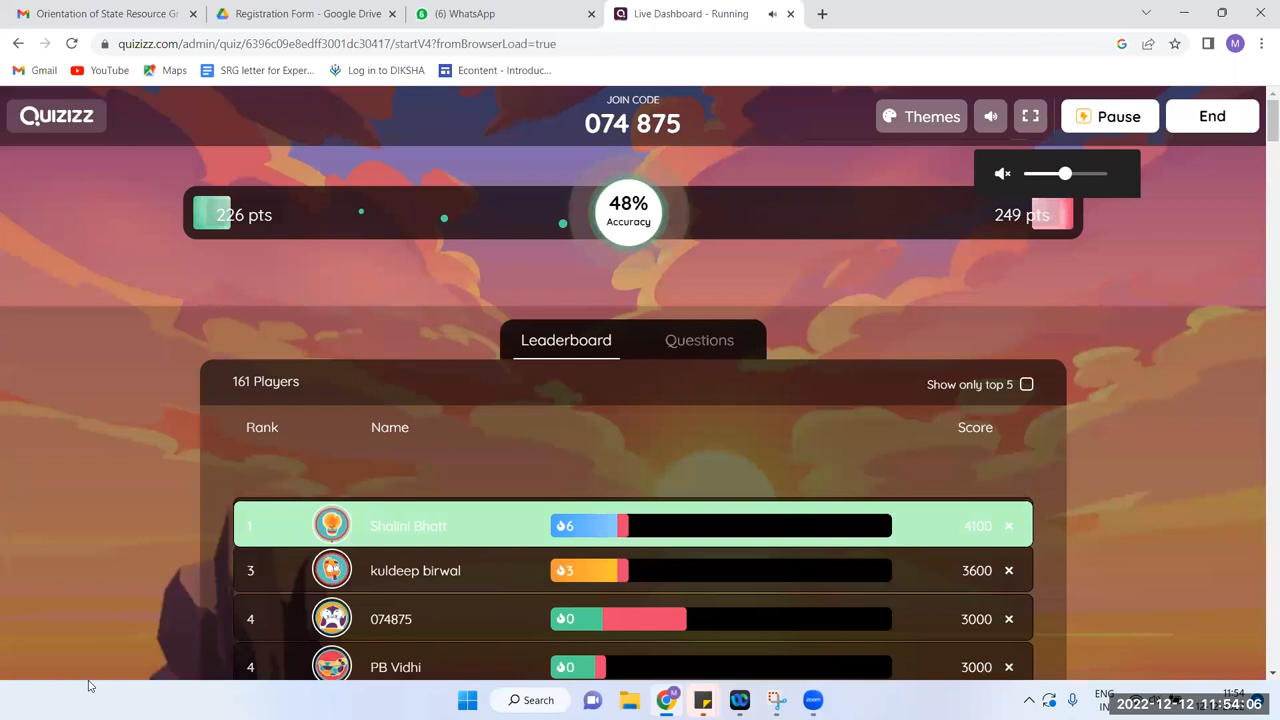 Orientation of State Resource Gr
Registration Form - Google Drive
(6) WhatsApp
Live Dashboard - Running
quizizz.com/admin/quiz/6396c09e8edff3001dc30417/startV4?fromBrowserLoad=true
Gmail
YouTube
Maps
SRG letter for Exper...
Log in to DIKSHA
Econtent - Introduc...
QUIZIZZ
JOIN CODE
074 875
Themes
Pause
End
226 pts
48%
Accuracy
249 pts
Leaderboard
Questions
161 Players
Show only top 5
Rank
Name
Score
1 Shalini Bhatt 6 4100
3 kuldeep birwal 3 3600
4 074875 0 3000
4 PB Vidhi 0 3000
Search
ENG
11:54
2022-12-12 11:54:06